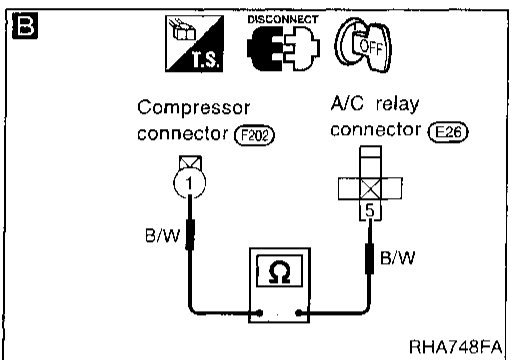 B
T.S.
DISCONNECT
OFF
Compressor
connector F202
A/C relay
connector E26
1
5
B/W
B/W
Ω
RHA748FA